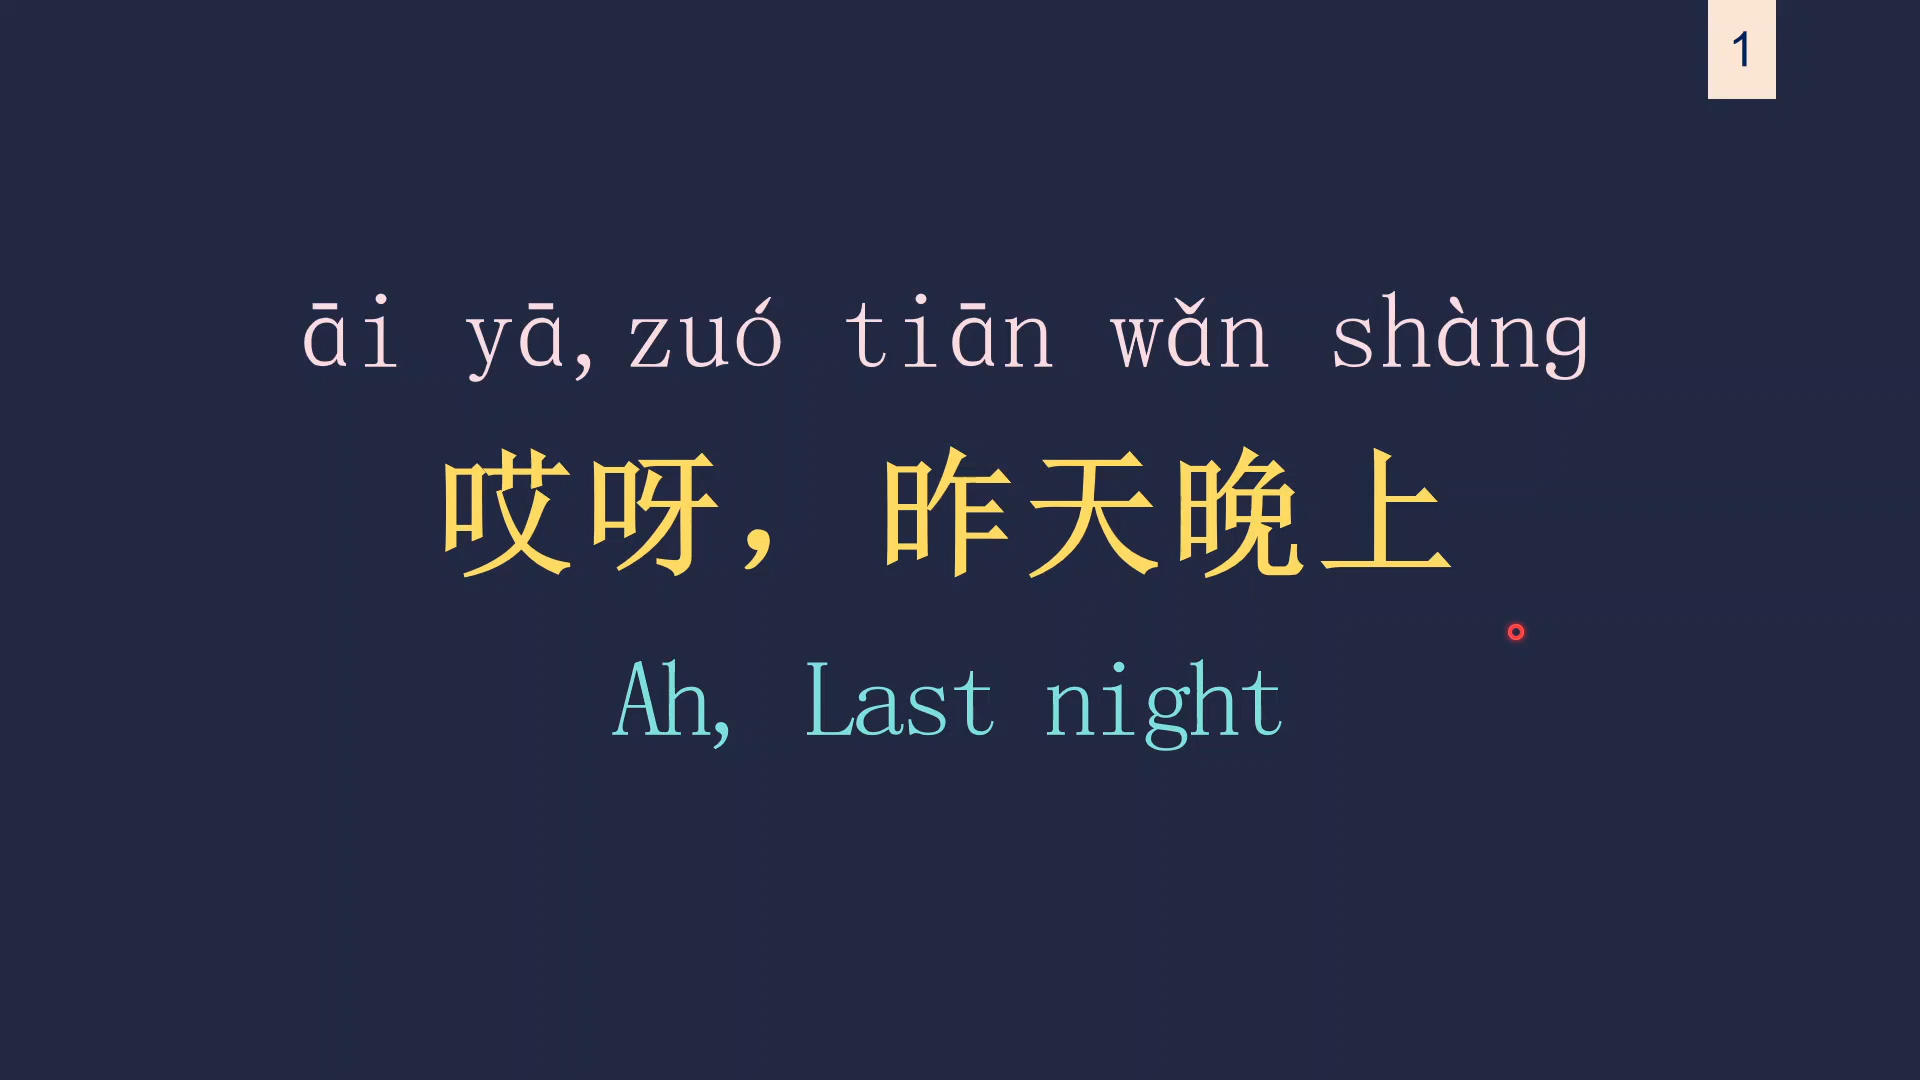 1
āi yā,zuó tiān wǎn shàng
哎呀，昨天晚上
Ah, Last night